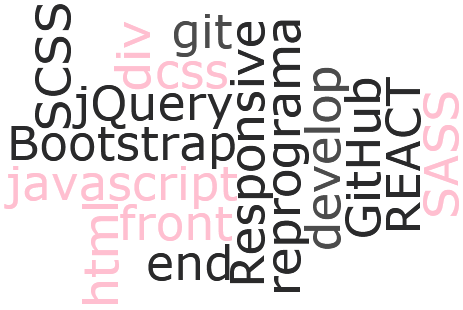 SCSS
div
git
css
jQuery
Bootstrap
javascript
html
front
end
Responsive
reprograma
develop
GitHub
REACT
SASS